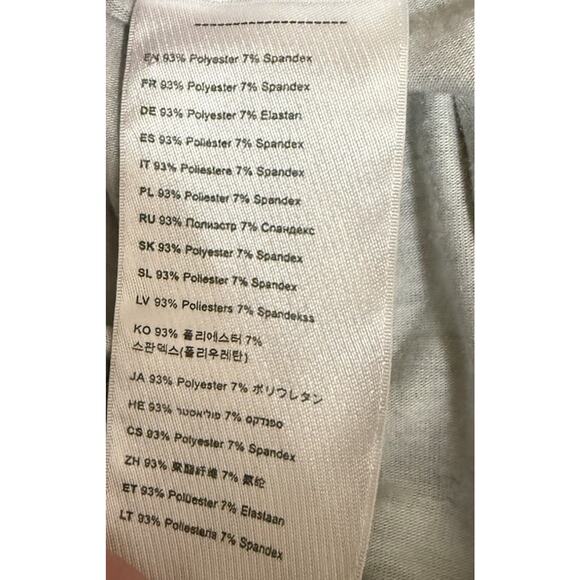 EN 93% Polyester 7% Spandex
FR 93% Polyester 7% Spandex
DE 93% Polyester 7% Elastan
ES 93% Poliéster 7% Spandex
IT 93% Poliestere 7% Spandex
PL 93% Poliester 7% Spandex
RU 93% Полиэстр 7% Спандекс
SK 93% Polyester 7% Spandex
SL 93% Poliester 7% Spandex
LV 93% Poliesters 7% Spandekss
KO 93% 폴리에스터 7%
스판덱스(폴리우레탄)
JA 93% Polyester 7% ポリウレタン
HE 93% פוליאסטר 7% ספנדקס
CS 93% Polyester 7% Spandex
ZH 93% 聚酯纤维 7% 氨纶
ET 93% Polüester 7% Elastaan
LT 93% Poliesteris 7% Spandex